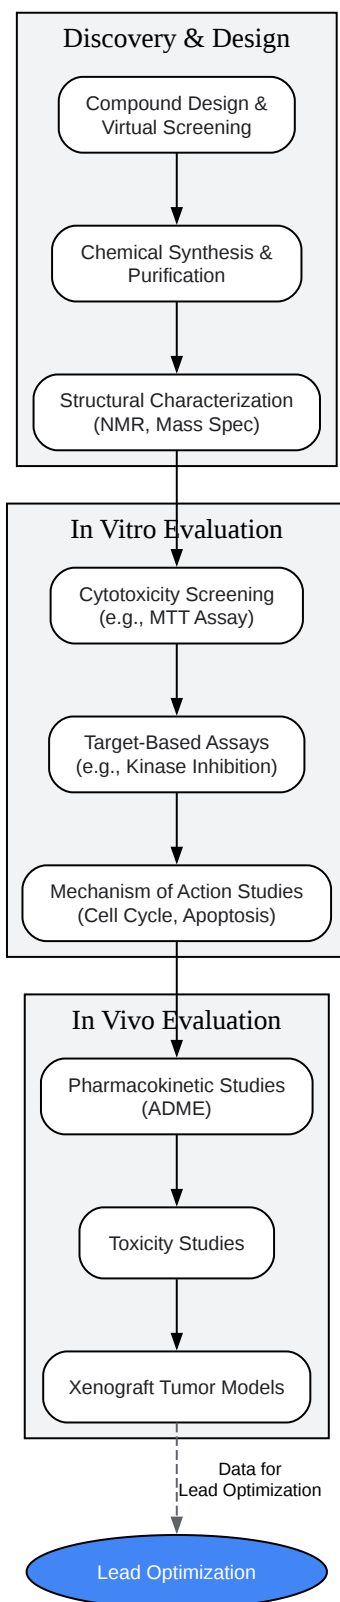 Discovery & Design
Compound Design &
Virtual Screening
Chemical Synthesis &
Purification
Structural Characterization
(NMR, Mass Spec)
In Vitro Evaluation
Cytotoxicity Screening
(e.g., MTT Assay)
Target-Based Assays
(e.g., Kinase Inhibition)
Mechanism of Action Studies
(Cell Cycle, Apoptosis)
In Vivo Evaluation
Pharmacokinetic Studies
(ADME)
Toxicity Studies
Xenograft Tumor Models
Data for
Lead Optimization
Lead Optimization